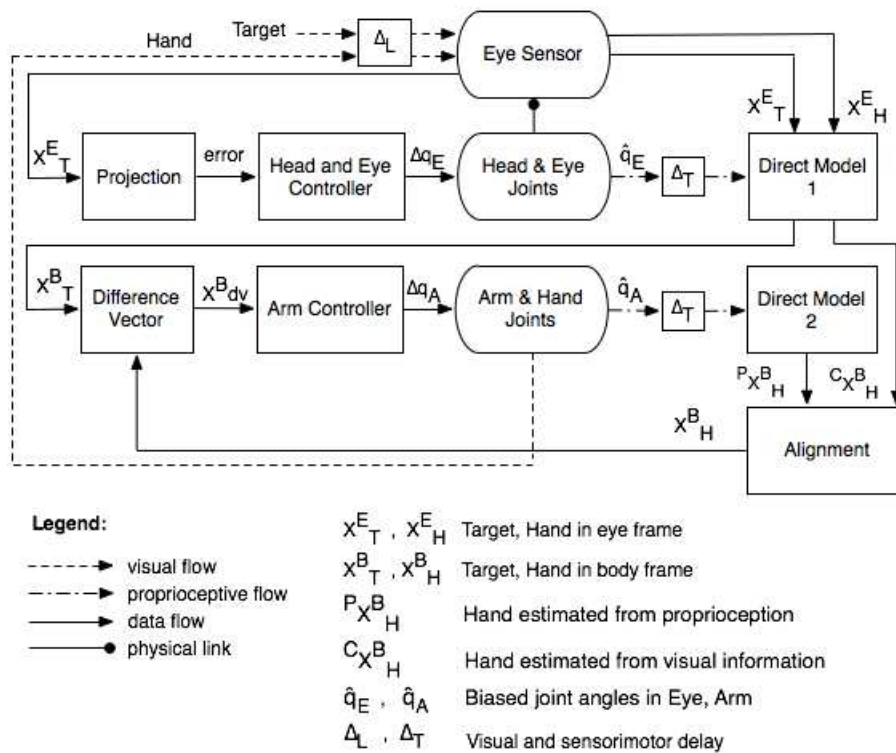 Target
Hand
Δ_L
Eye Sensor
X^E_T
X^E_H
X^E_T
Projection
error
Head and Eye
Controller
Δq_E
Head & Eye
Joints
q̂_E
Δ_T
Direct Model
1
X^B_T
Difference
Vector
X^B_dv
Arm Controller
Δq_A
Arm & Hand
Joints
q̂_A
Δ_T
Direct Model
2
^P X^B_H
^C X^B_H
X^B_H
Alignment
Legend:
visual flow
proprioceptive flow
data flow
physical link
X^E_T , X^E_H Target, Hand in eye frame
X^B_T , X^B_H Target, Hand in body frame
^P X^B_H Hand estimated from proprioception
^C X^B_H Hand estimated from visual information
q̂_E , q̂_A Biased joint angles in Eye, Arm
Δ_L , Δ_T Visual and sensorimotor delay